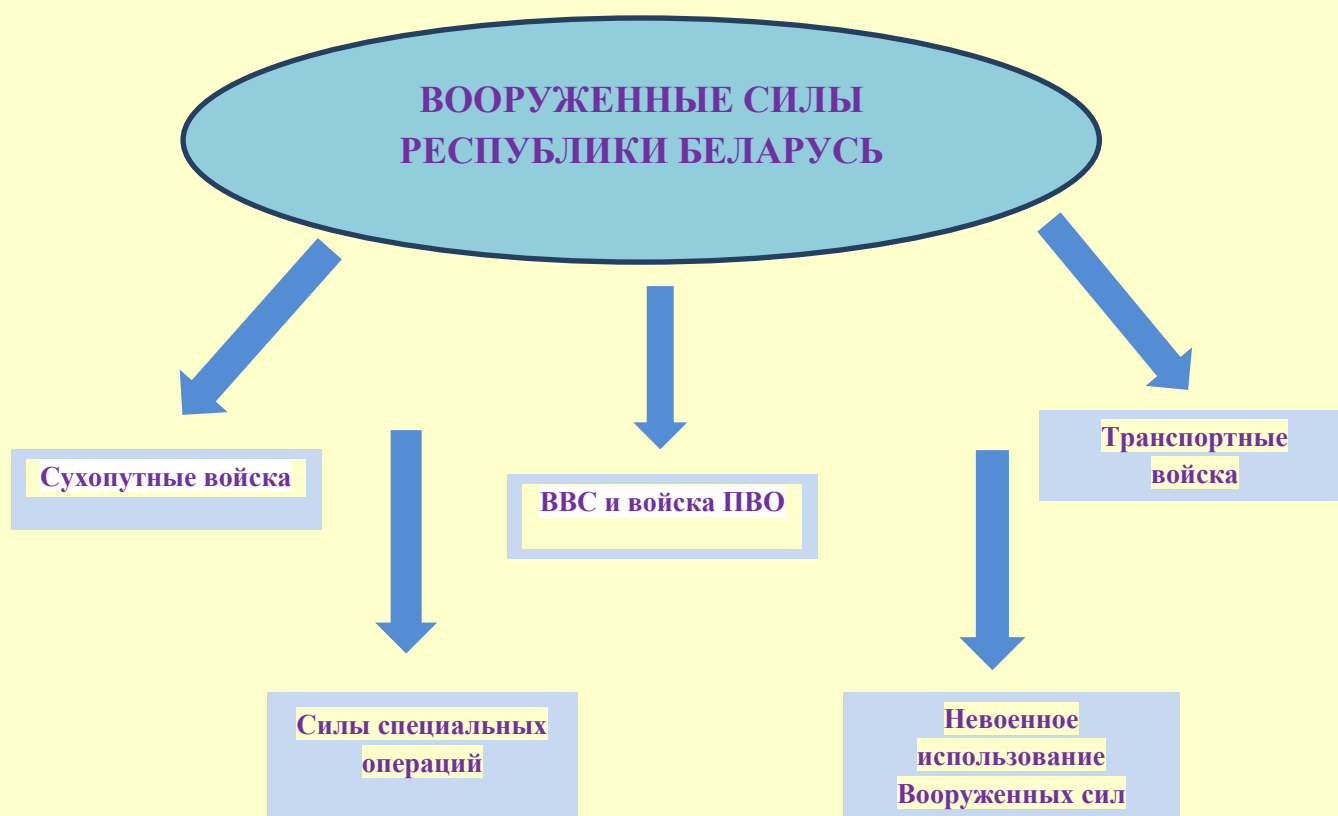 ВООРУЖЕННЫЕ СИЛЫ
РЕСПУБЛИКИ БЕЛАРУСЬ
Сухопутные войска
ВВС и войска ПВО
Транспортные
войска
Силы специальных
операций
Невоенное
использование
Вооруженных сил